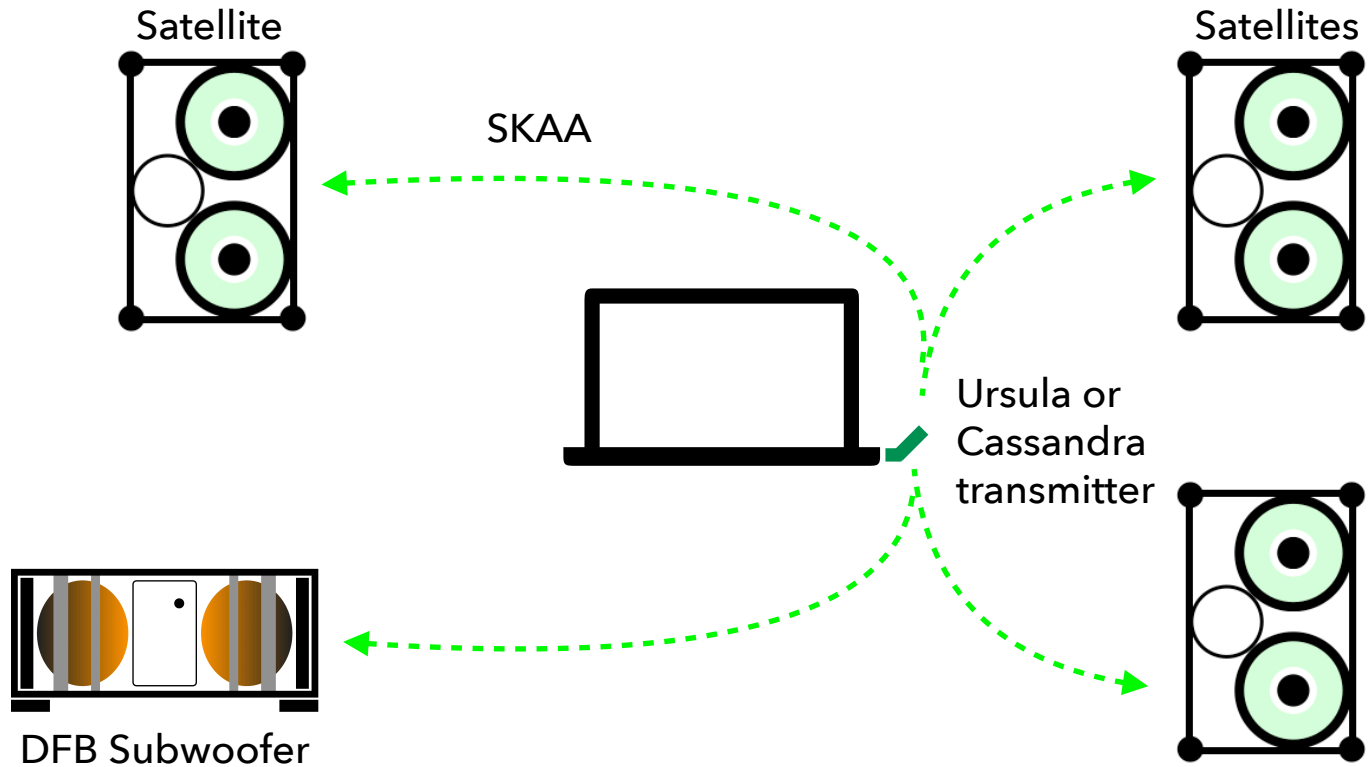 Satellite
Satellites
SKAA
Ursula or
Cassandra
transmitter
DFB Subwoofer